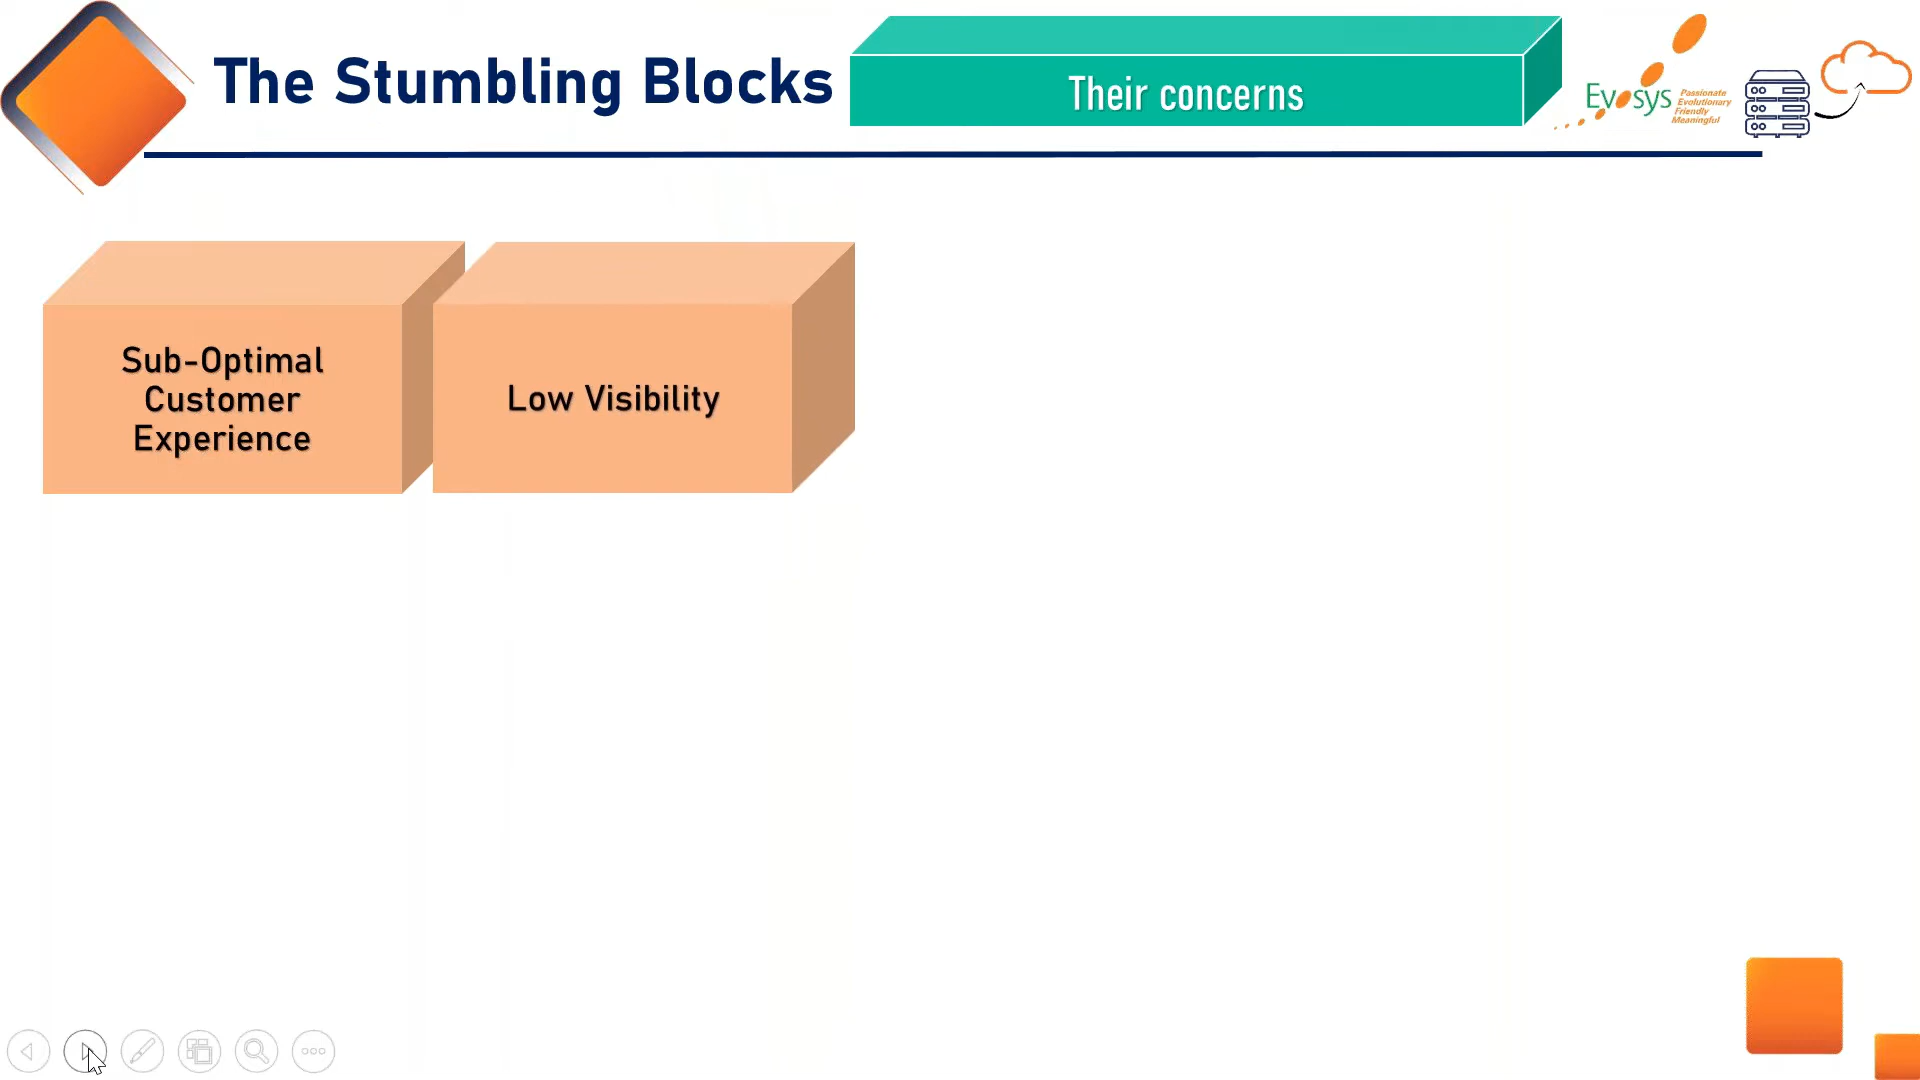 The Stumbling Blocks
Their concerns
Evosys
Passionate
Evolutionary
Friendly
Meaningful
Sub-Optimal
Customer
Experience
Low Visibility